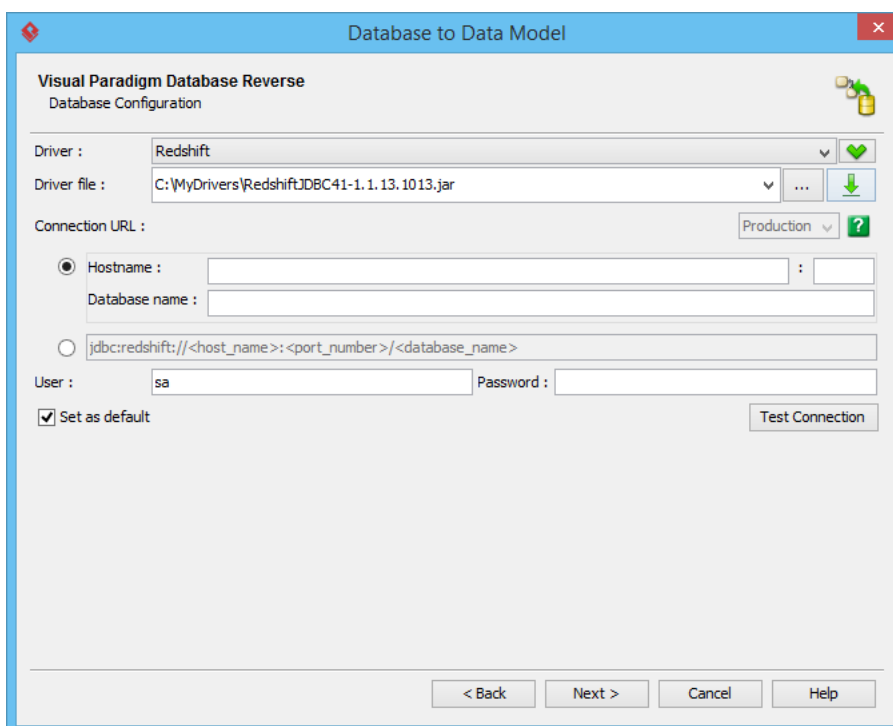 Database to Data Model
Visual Paradigm Database Reverse
Database Configuration
Driver : Redshift
Driver file : C:\MyDrivers\RedshiftJDBC41-1.1.13.1013.jar ...
Connection URL : Production ?
Hostname : :
Database name :
jdbc:redshift://<host_name>:<port_number>/<database_name>
User : sa Password :
Set as default Test Connection
< Back Next > Cancel Help